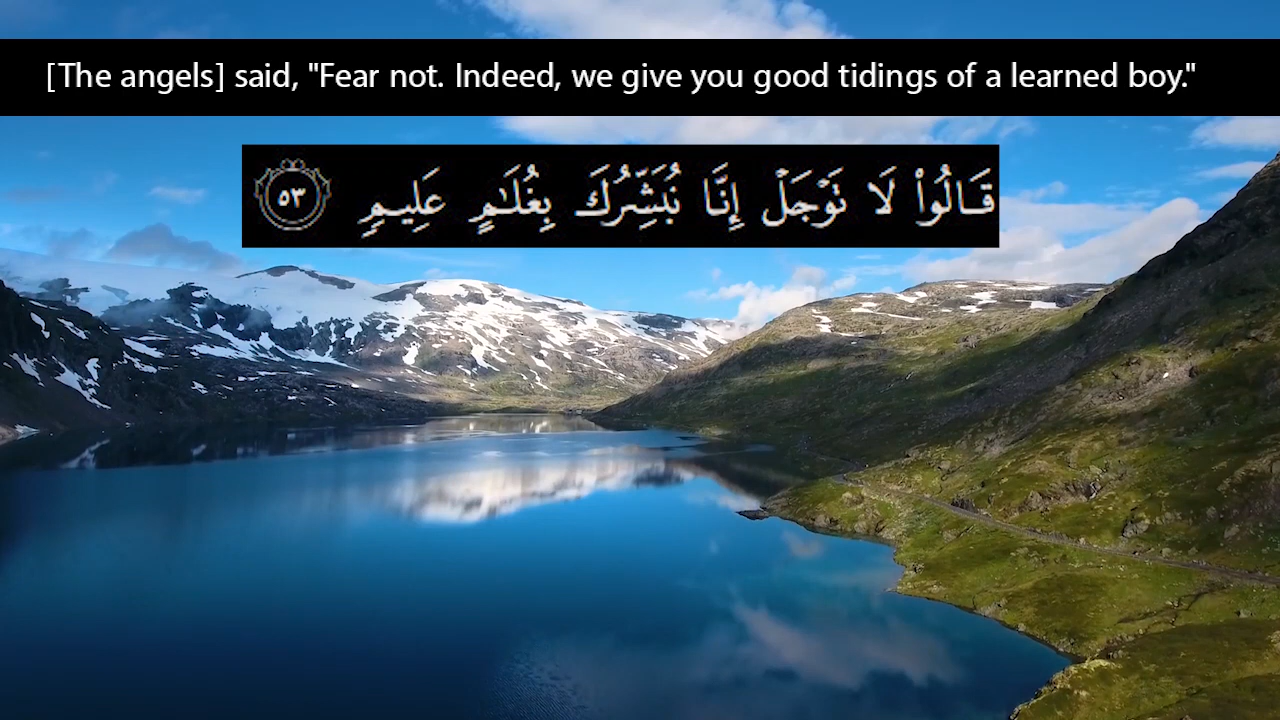 [The angels] said, "Fear not. Indeed, we give you good tidings of a learned boy."
قَالُوا۟ لَا تَوْجَلْ إِنَّا نُبَشِّرُكَ بِغُلَـٰمٍ عَلِيمٍ ٥٣